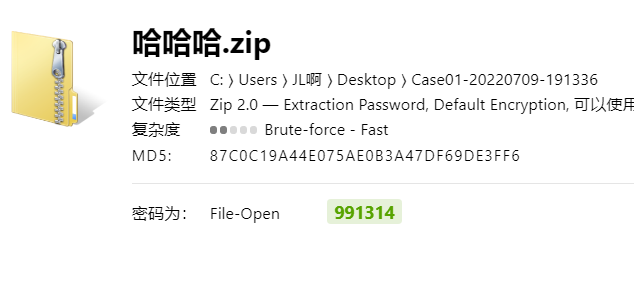 哈哈哈.zip
文件位置 C: 〉Users 〉JL啊 〉Desktop 〉Case01-20220709-191336
文件类型 Zip 2.0 — Extraction Password, Default Encryption, 可以使用
复杂度 Brute-force - Fast
MD5: 87C0C19A44E075AE0B3A47DF69DE3FF6
密码为： File-Open 991314